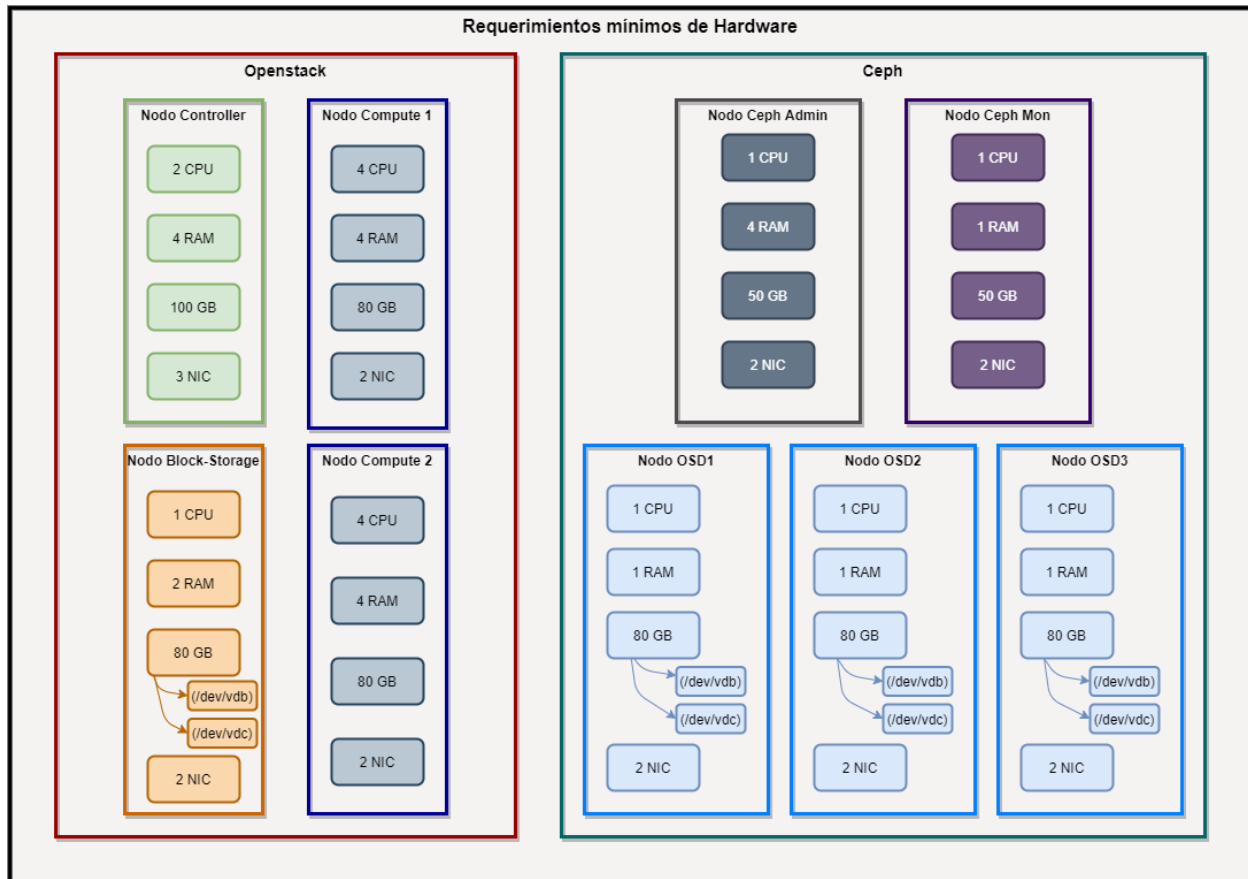 Requerimientos mínimos de Hardware
Openstack
Nodo Controller
2 CPU
4 RAM
100 GB
3 NIC
Nodo Compute 1
4 CPU
4 RAM
80 GB
2 NIC
Nodo Block-Storage
1 CPU
2 RAM
80 GB
(/dev/vdb)
(/dev/vdc)
2 NIC
Nodo Compute 2
4 CPU
4 RAM
80 GB
2 NIC
Ceph
Nodo Ceph Admin
1 CPU
4 RAM
50 GB
2 NIC
Nodo Ceph Mon
1 CPU
1 RAM
50 GB
2 NIC
Nodo OSD1
1 CPU
1 RAM
80 GB
(/dev/vdb)
(/dev/vdc)
2 NIC
Nodo OSD2
1 CPU
1 RAM
80 GB
(/dev/vdb)
(/dev/vdc)
2 NIC
Nodo OSD3
1 CPU
1 RAM
80 GB
(/dev/vdb)
(/dev/vdc)
2 NIC